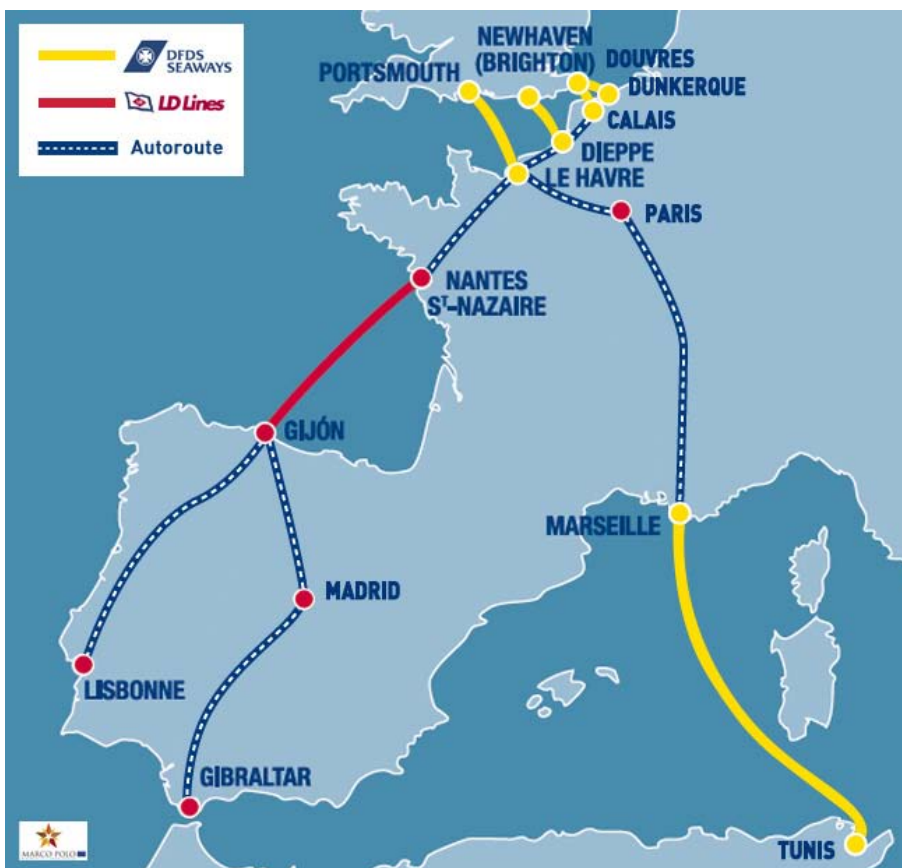 DFDS
SEAWAYS
LD Lines
Autoroute
PORTSMOUTH
NEWHAVEN
(BRIGHTON)
DOUVRES
DUNKERQUE
CALAIS
DIEPPE
LE HAVRE
PARIS
NANTES
Sᵀ-NAZAIRE
GIJÓN
MARSEILLE
MADRID
LISBONNE
GIBRALTAR
TUNIS
MARCO POLO